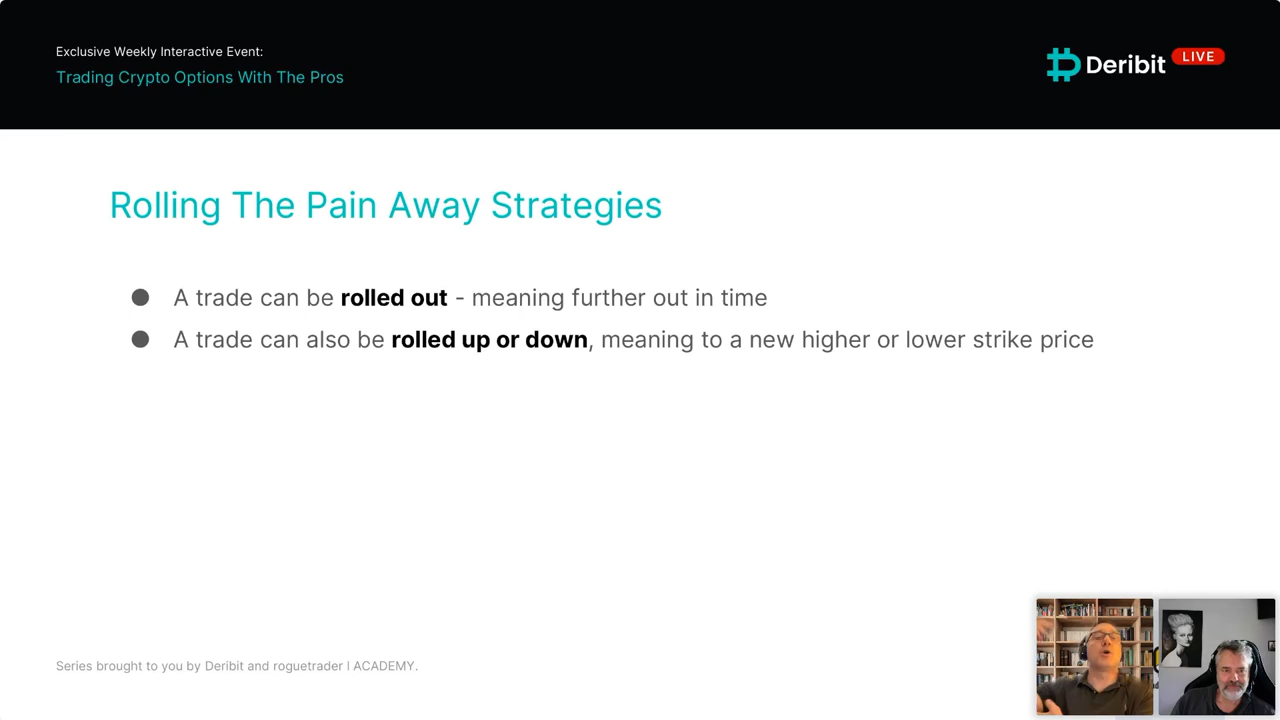 Exclusive Weekly Interactive Event:
Trading Crypto Options With The Pros
Deribit LIVE
Rolling The Pain Away Strategies
● A trade can be rolled out - meaning further out in time
● A trade can also be rolled up or down, meaning to a new higher or lower strike price
Series brought to you by Deribit and roguetrader | ACADEMY.